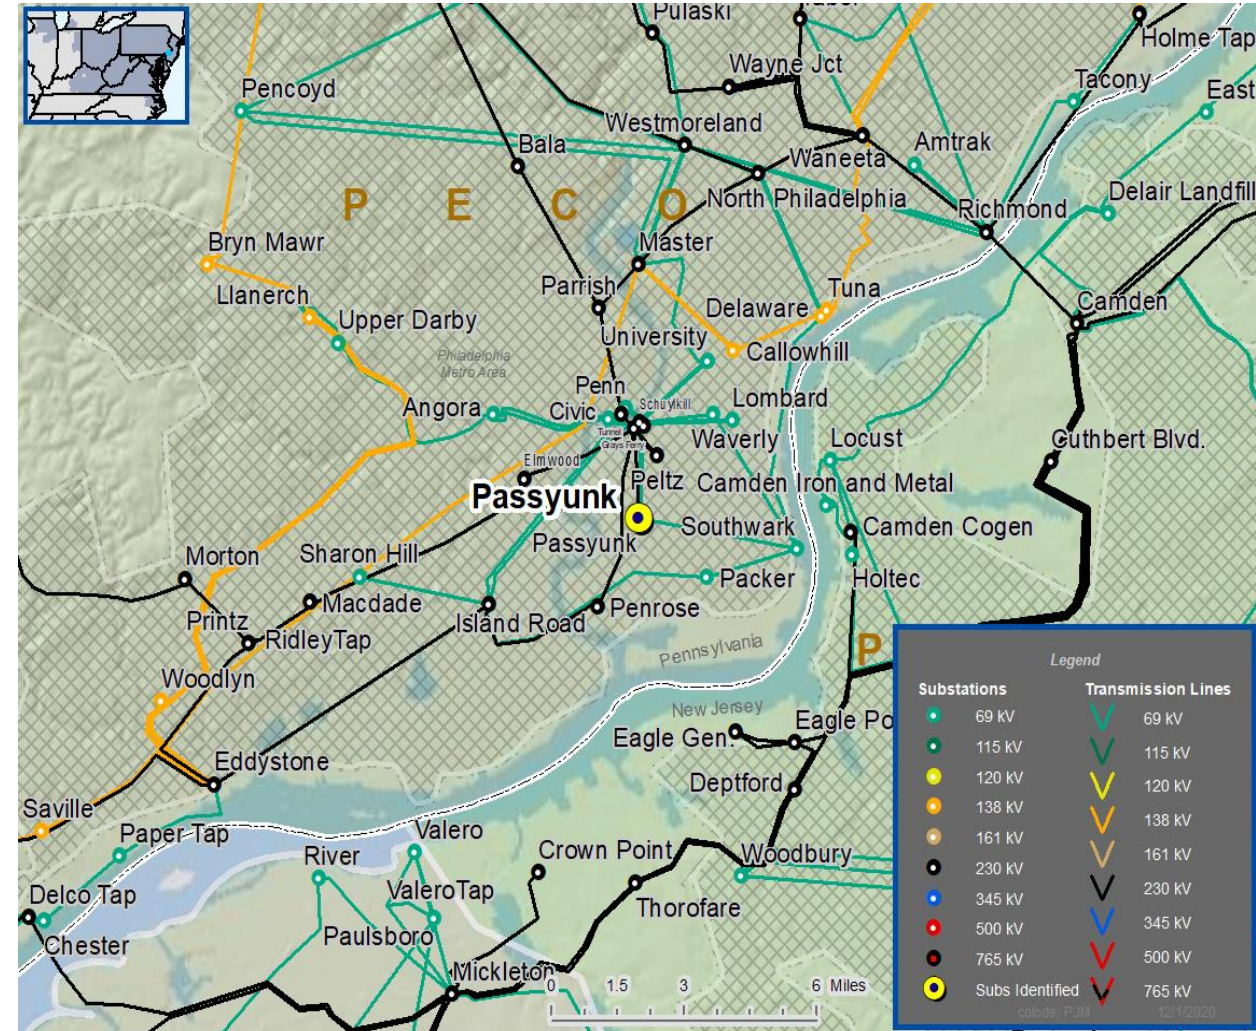 Pulaski
Holme Tap
Wayne Jct
Tacony
East
Pencoyd
Westmoreland
Bala
Waneeta
Amtrak
P E C O
North Philadelphia
Delair Landfill
Richmond
Bryn Mawr
Master
Llanerch
Parrish
Delaware
Tuna
Camden
Upper Darby
University
Callowhill
Philadelphia
Metro Area
Penn
Schuylkill
Angora
Civic
Lombard
Tunnel
Grays Ferry
Waverly
Locust
Cuthbert Blvd.
Elmwood
Passyunk
Peltz
Camden Iron and Metal
Passyunk
Southwark
Camden Cogen
Morton
Sharon Hill
Packer
Holtec
Macdade
Island Road
Penrose
Printz
RidleyTap
Pennsylvania
P
Woodlyn
New Jersey
Eagle Po
Eagle Gen.
Eddystone
Deptford
Saville
Paper Tap
Valero
River
Crown Point
Woodbury
Delco Tap
ValeroTap
Thorofare
Chester
Paulsboro
Mickleton
0 1.5 3 6 Miles
Legend
Substations Transmission Lines
69 kV 69 kV
115 kV 115 kV
120 kV 120 kV
138 kV 138 kV
161 kV 161 kV
230 kV 230 kV
345 kV 345 kV
500 kV 500 kV
765 kV 765 kV
Subs Identified
colode, PJM 12/1/2020